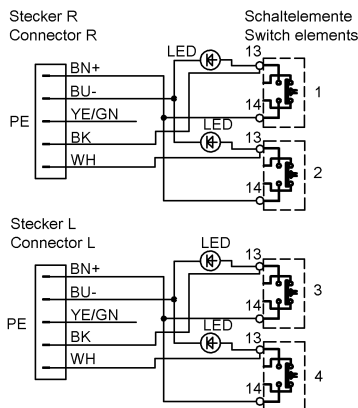 Stecker R
Connector R
Schaltelemente
Switch elements
LED
13
BN+
BU-
1
YE/GN
14
PE
LED
BK
13
WH
2
14
Stecker L
Connector L
LED
13
BN+
BU-
3
YE/GN
14
PE
LED
BK
13
WH
4
14